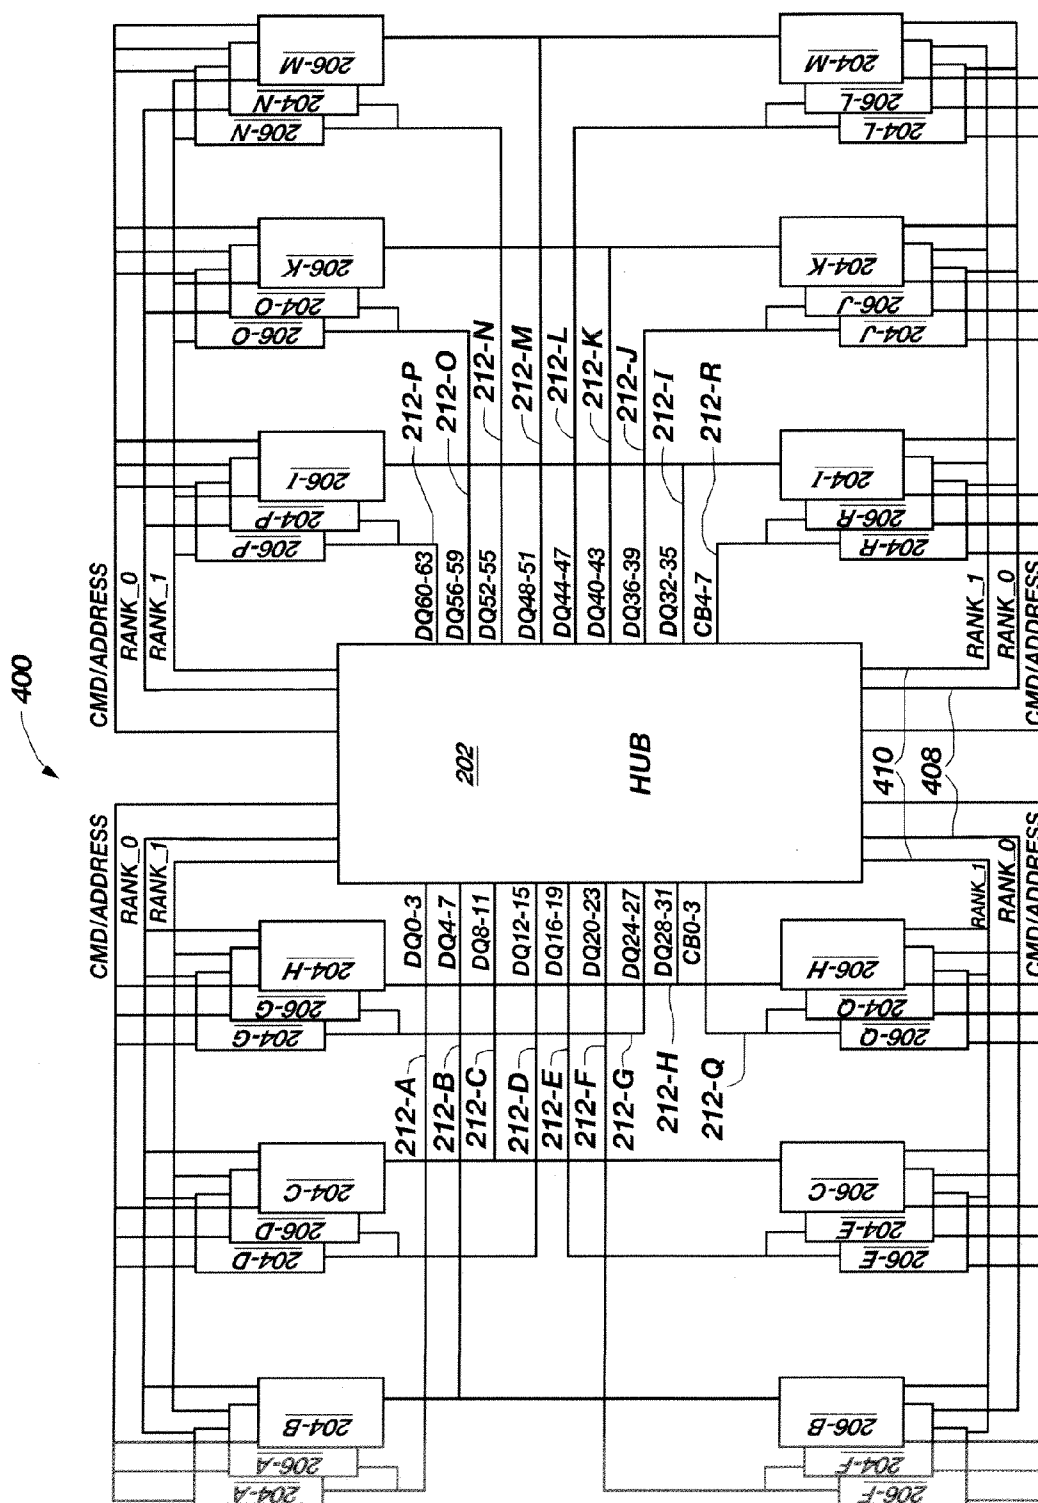 400
CMD/ADDRESS
RANK_0
RANK_1
CMD/ADDRESS
RANK_0
RANK_1
206-M
204-N
206-N
204-M
206-L
204-L
206-K
204-O
206-O
204-K
206-J
204-J
206-I
204-P
206-P
204-I
206-R
204-R
212-P
212-O
212-N
212-M
212-L
212-K
212-J
212-I
212-R
DQ60-63
DQ56-59
DQ52-55
DQ48-51
DQ44-47
DQ40-43
DQ36-39
DQ32-35
CB4-7
RANK_1
RANK_0
CMD/ADDRESS
202
HUB
410
408
DQ0-3
DQ4-7
DQ8-11
DQ12-15
DQ16-19
DQ20-23
DQ24-27
DQ28-31
CB0-3
RANK_1
RANK_0
CMD/ADDRESS
204-H
206-G
204-G
206-H
204-Q
206-Q
212-A
212-B
212-C
212-D
212-E
212-F
212-G
212-H
212-Q
204-C
206-D
204-D
206-C
204-E
206-E
204-B
206-A
204-A
206-B
204-F
206-F